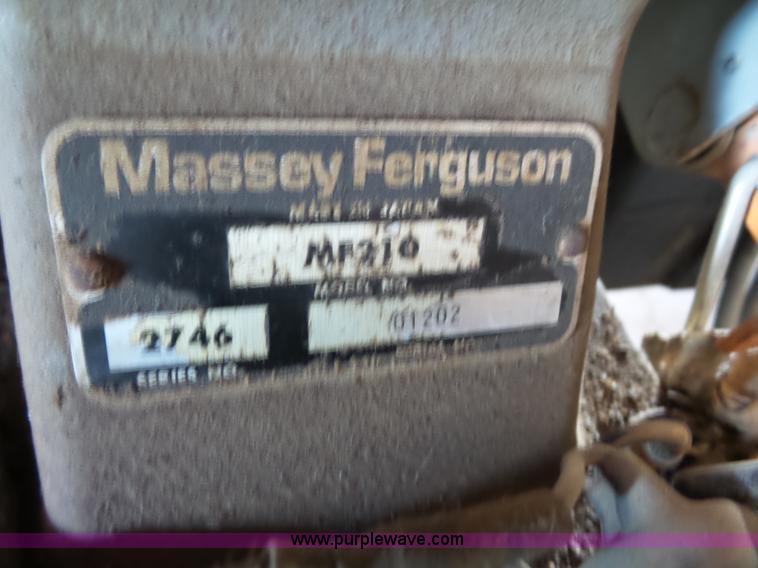 Massey Ferguson
MADE IN JAPAN
MF210
MODEL NO.
2746
01202
SERIES NO.
www.purplewave.com